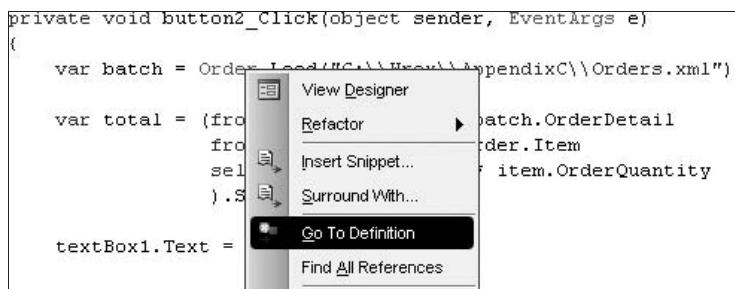 private void button2_Click(object sender, EventArgs e)
{
var batch = Order.Load("C:\\Wrox\\AppendixC\\Orders.xml")
View Designer
var total = (fro Refactor batch.OrderDetail
fro rder.Item
Insert Snippet...
sel item.OrderQuantity
).S Surround With...
Go To Definition
textBox1.Text =
Find All References